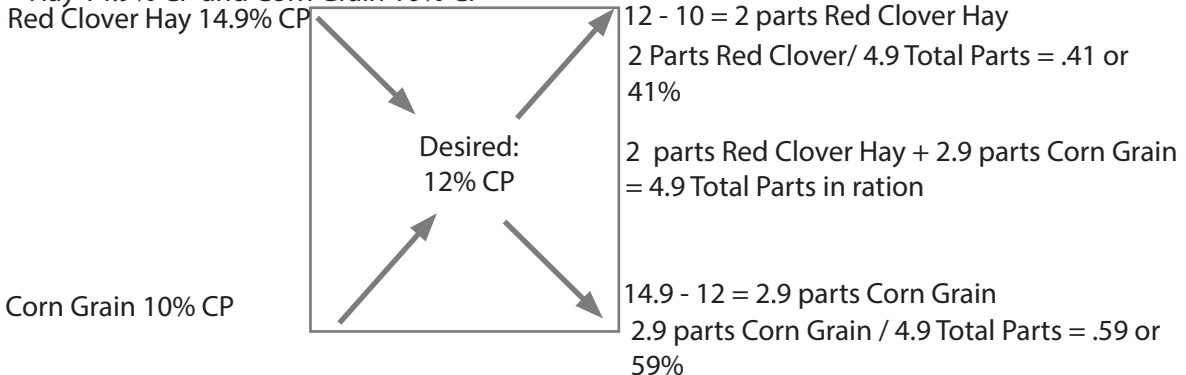 Red Clover Hay 14.9% CP
12 - 10 = 2 parts Red Clover Hay
2 Parts Red Clover/ 4.9 Total Parts = .41 or
41%
Desired:
12% CP
2 parts Red Clover Hay + 2.9 parts Corn Grain
= 4.9 Total Parts in ration
Corn Grain 10% CP
14.9 - 12 = 2.9 parts Corn Grain
2.9 parts Corn Grain / 4.9 Total Parts = .59 or
59%